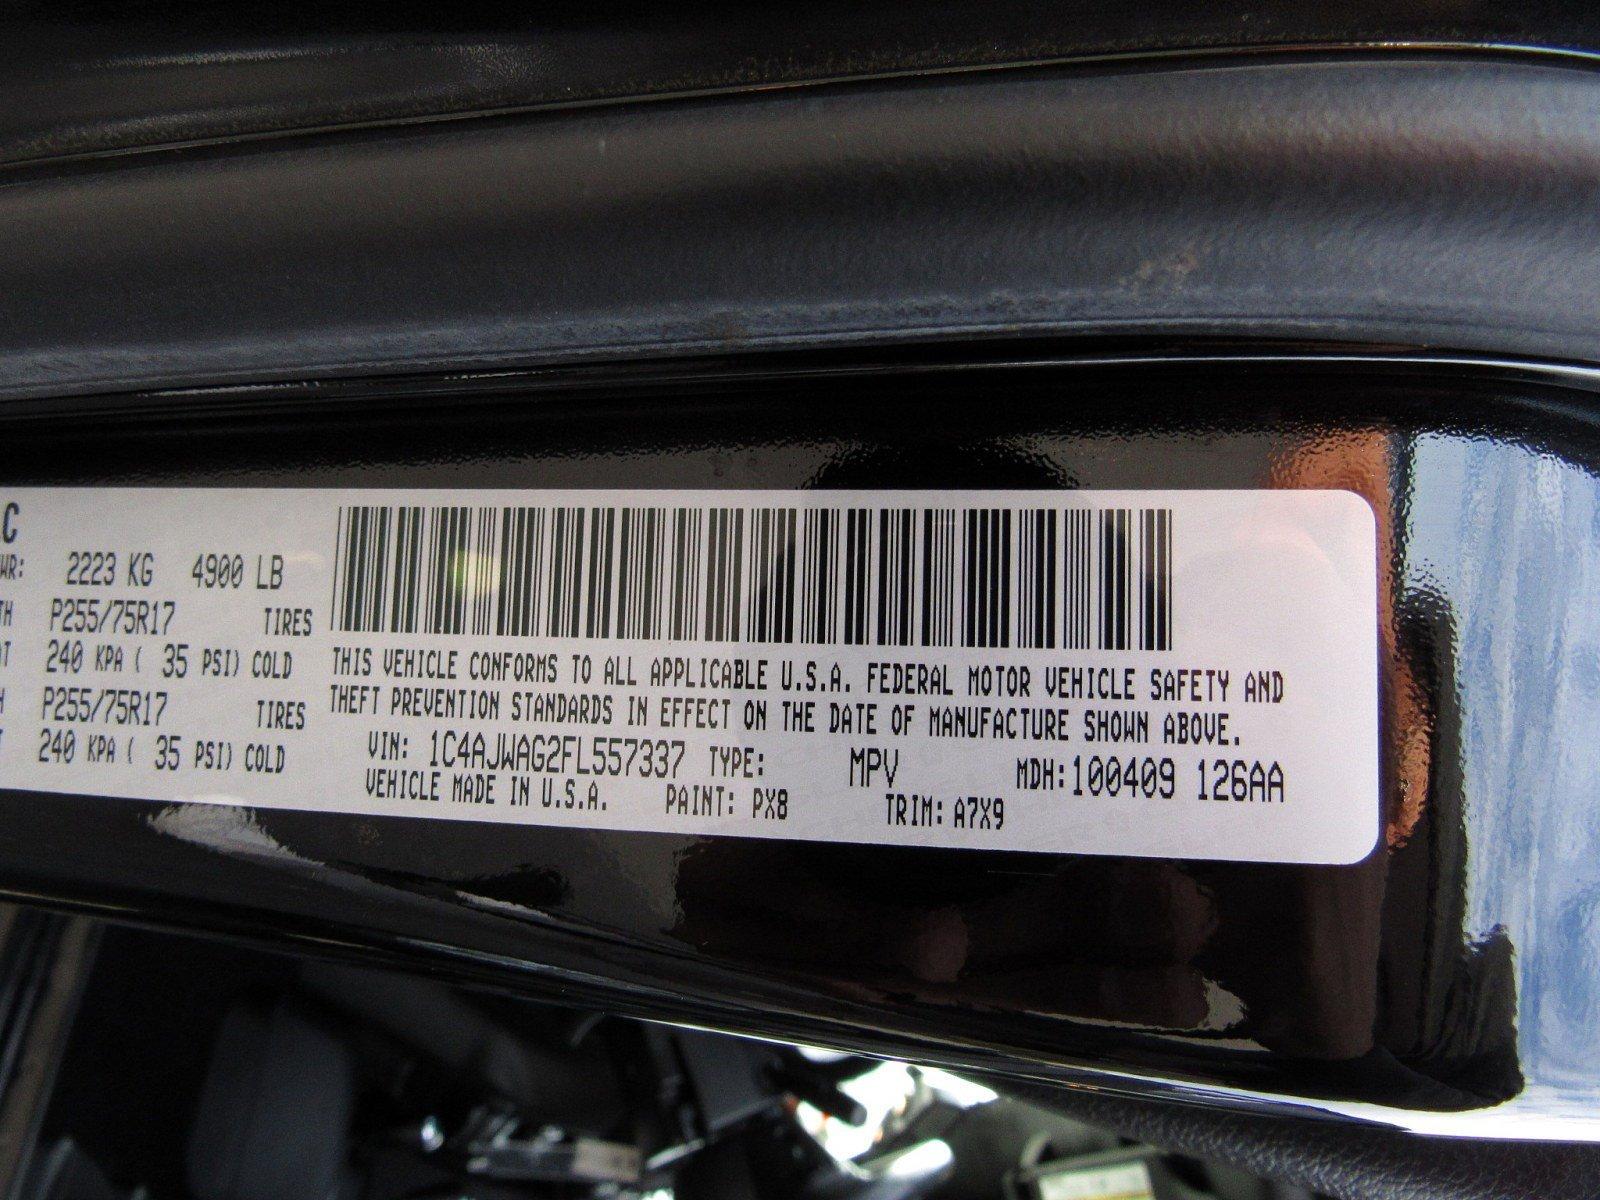 2223 KG 4900 LB
P255/75R17 TIRES
240 KPA ( 35 PSI) COLD
P255/75R17 TIRES
240 KPA ( 35 PSI) COLD
THIS VEHICLE CONFORMS TO ALL APPLICABLE U.S.A. FEDERAL MOTOR VEHICLE SAFETY AND
THEFT PREVENTION STANDARDS IN EFFECT ON THE DATE OF MANUFACTURE SHOWN ABOVE.
VIN: 1C4AJWAG2FL557337 TYPE: MPV MDH:100409 126AA
VEHICLE MADE IN U.S.A. PAINT: PX8 TRIM: A7X9